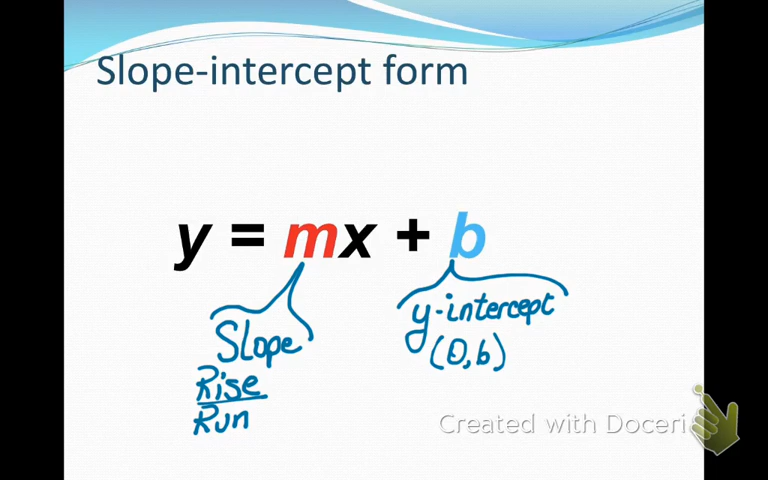 Slope-intercept form
y = mx + b
Slope
Rise
Run
y-intercept
(0,b)
Created with Doceri